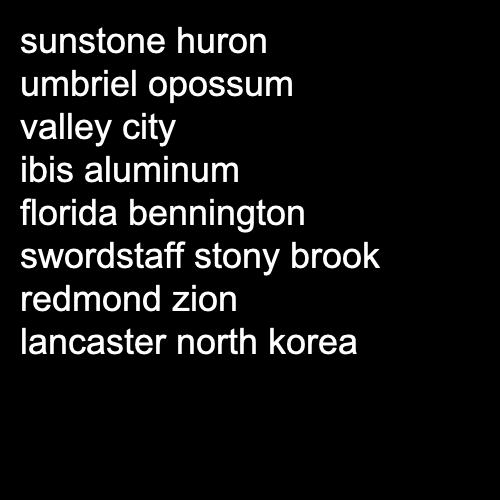 sunstone huron
umbriel opossum
valley city
ibis aluminum
florida bennington
swordstaff stony brook
redmond zion
lancaster north korea